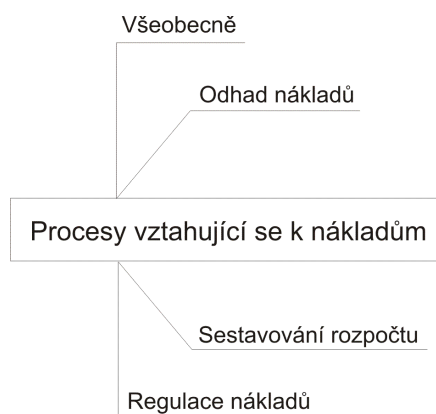 Všeobecně
Odhad nákladů
Procesy vztahující se k nákladům
Sestavování rozpočtu
Regulace nákladů